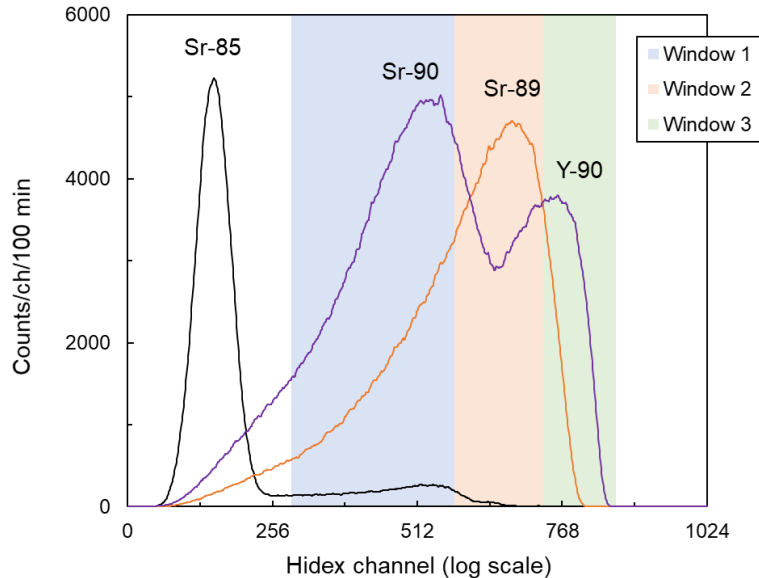 6000
4000
2000
0
Counts/ch/100 min
Sr-85
Sr-90
Sr-89
Y-90
Window 1
Window 2
Window 3
0
256
512
768
1024
Hidex channel (log scale)